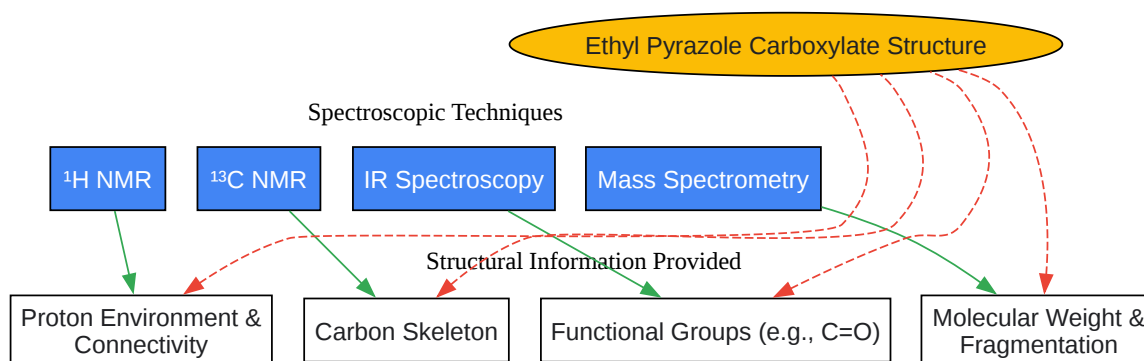 Ethyl Pyrazole Carboxylate Structure
Spectroscopic Techniques
¹H NMR
¹³C NMR
IR Spectroscopy
Mass Spectrometry
Structural Information Provided
Proton Environment &
Connectivity
Carbon Skeleton
Functional Groups (e.g., C=O)
Molecular Weight &
Fragmentation